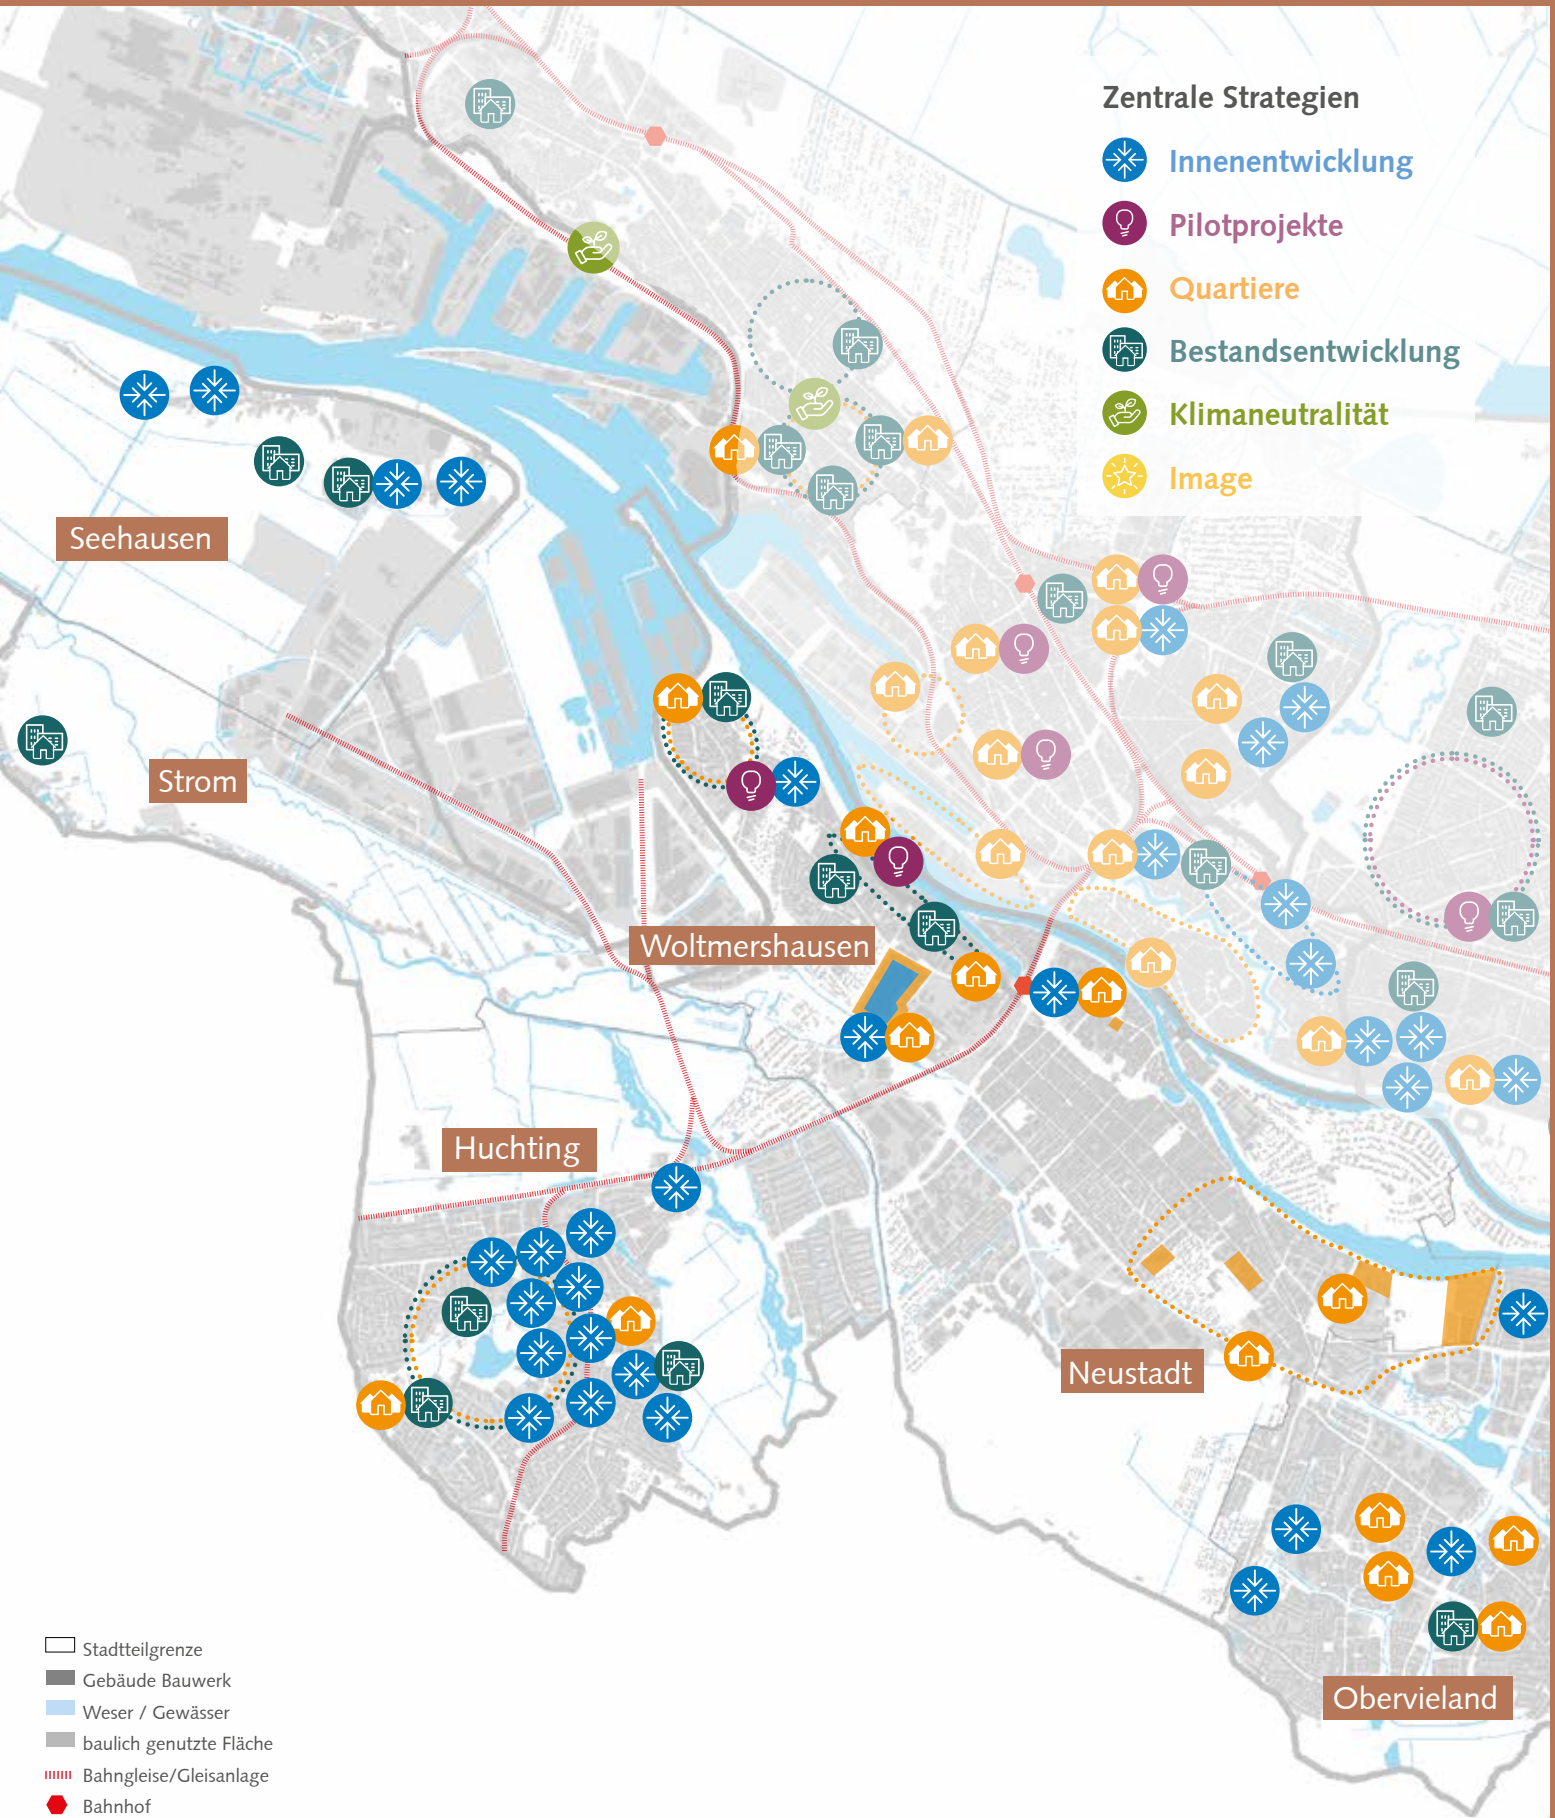 Zentrale Strategien
Innenentwicklung
Pilotprojekte
Quartiere
Bestandsentwicklung
Klimaneutralität
Image
Seehausen
Strom
Woltmershausen
Huchting
Neustadt
Obervieland
Stadtteilgrenze
Gebäude Bauwerk
Weser / Gewässer
baulich genutzte Fläche
Bahngleise/Gleisanlage
Bahnhof